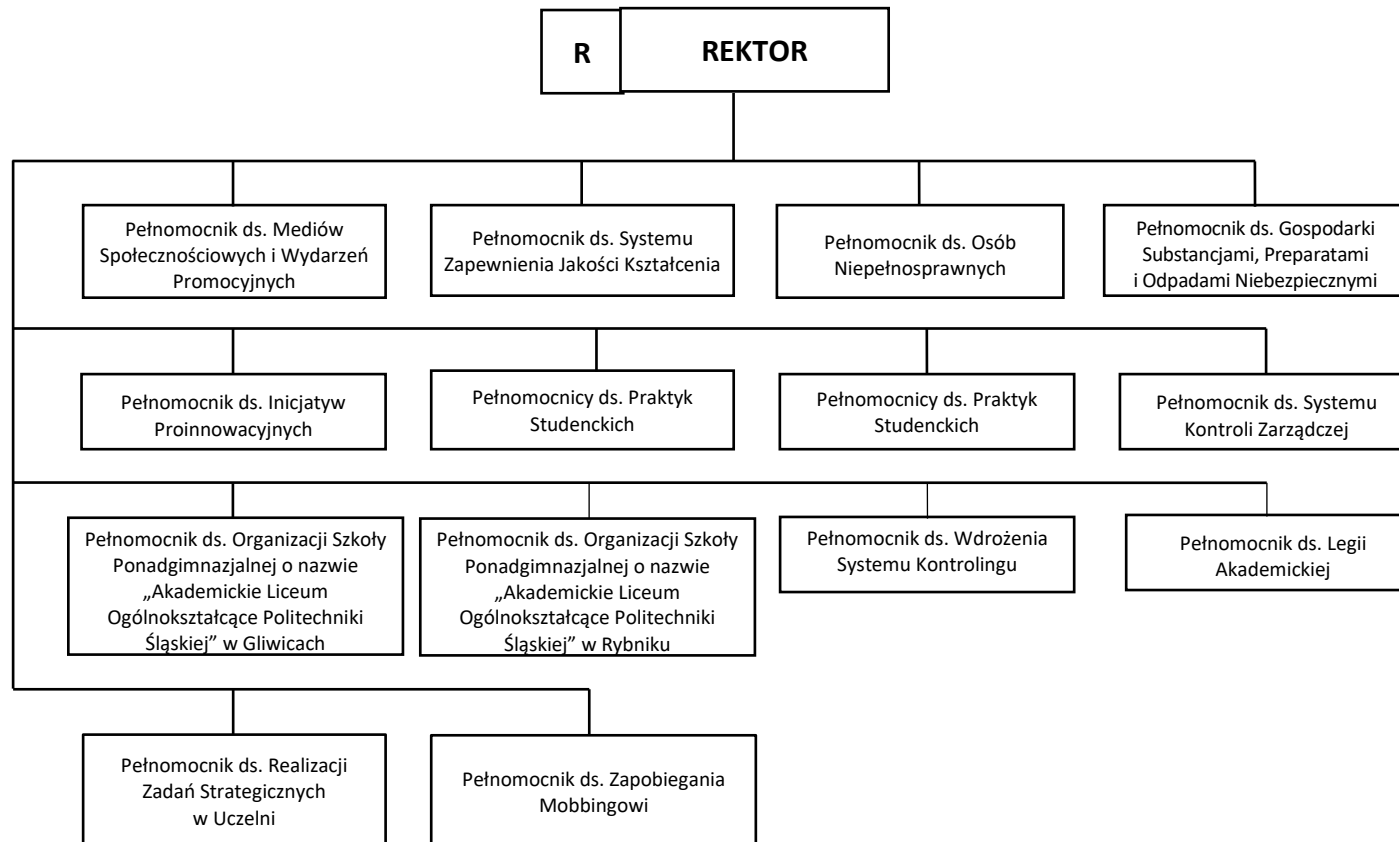 R
REKTOR
Pełnomocnik ds. Mediów
Społecznościowych i Wydarzeń
Promocyjnych
Pełnomocnik ds. Systemu
Zapewnienia Jakości Kształcenia
Pełnomocnik ds. Osób
Niepełnosprawnych
Pełnomocnik ds. Gospodarki
Substancjami, Preparatami
i Odpadami Niebezpiecznymi
Pełnomocnik ds. Inicjatyw
Proinnowacyjnych
Pełnomocnicy ds. Praktyk
Studenckich
Pełnomocnicy ds. Praktyk
Studenckich
Pełnomocnik ds. Systemu
Kontroli Zarządczej
Pełnomocnik ds. Organizacji Szkoły
Ponadgimnazjalnej o nazwie
„Akademickie Liceum
Ogólnokształcące Politechniki
Śląskiej” w Gliwicach
Pełnomocnik ds. Organizacji Szkoły
Ponadgimnazjalnej o nazwie
„Akademickie Liceum
Ogólnokształcące Politechniki
Śląskiej” w Rybniku
Pełnomocnik ds. Wdrożenia
Systemu Kontrolingu
Pełnomocnik ds. Legii
Akademickiej
Pełnomocnik ds. Realizacji
Zadań Strategicznych
w Uczelni
Pełnomocnik ds. Zapobiegania
Mobbingowi